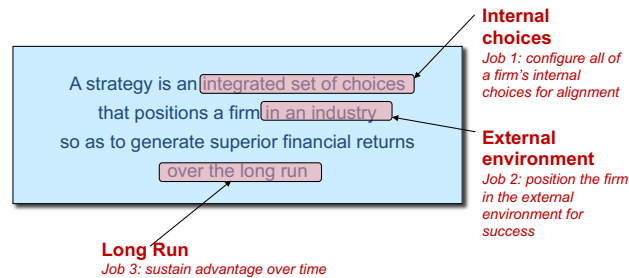 Internal
choices
Job 1: configure all of
a firm's internal
choices for alignment
A strategy is an integrated set of choices
that positions a firm in an industry
so as to generate superior financial returns
over the long run
External
environment
Job 2: position the firm
in the external
environment for
success
Long Run
Job 3: sustain advantage over time